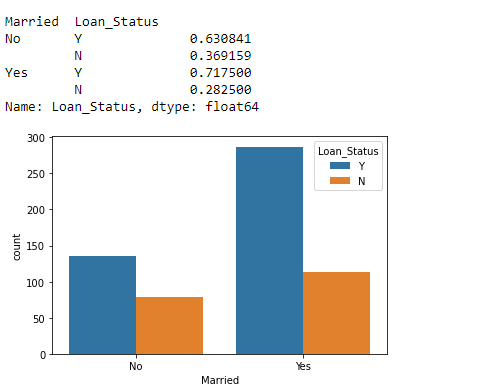 Married  Loan_Status
No       Y              0.630841
         N              0.369159
Yes      Y              0.717500
         N              0.282500
Name: Loan_Status, dtype: float64
300
250
200
150
100
50
0
count
Loan_Status
Y
N
No Yes
Married